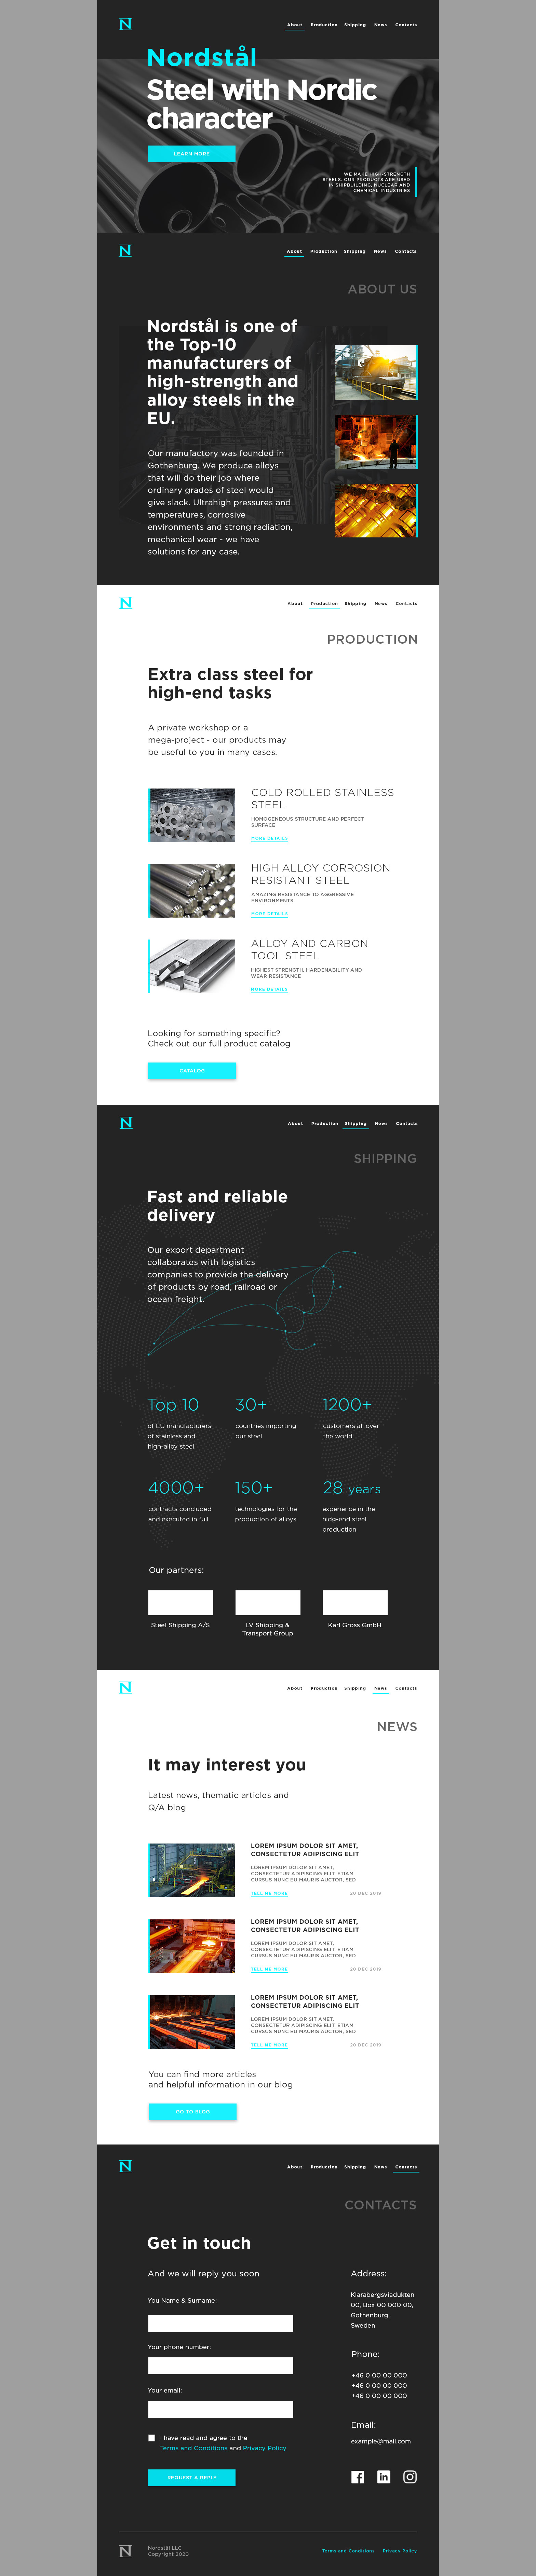 N
About Production Shipping News Contacts
Nordstål
Steel with Nordic
character
LEARN MORE
WE MAKE HIGH-STRENGTH
STEELS. OUR PRODUCTS ARE USED
IN SHIPBUILDING, NUCLEAR AND
CHEMICAL INDUSTRIES
N
About Production Shipping News Contacts
ABOUT US
Nordstål is one of
the Top-10
manufacturers of
high-strength and
alloy steels in the
EU.
Our manufactory was founded in
Gothenburg. We produce alloys
that will do their job where
ordinary grades of steel would
give slack. Ultrahigh pressures and
temperatures, corrosive
environments and strong radiation,
mechanical wear - we have
solutions for any case.
N
About Production Shipping News Contacts
PRODUCTION
Extra class steel for
high-end tasks
A private workshop or a
mega-project - our products may
be useful to you in many cases.
COLD ROLLED STAINLESS
STEEL
HOMOGENEOUS STRUCTURE AND PERFECT
SURFACE
MORE DETAILS
HIGH ALLOY CORROSION
RESISTANT STEEL
AMAZING RESISTANCE TO AGGRESSIVE
ENVIRONMENTS
MORE DETAILS
ALLOY AND CARBON
TOOL STEEL
HIGHEST STRENGTH, HARDENABILITY AND
WEAR RESISTANCE
MORE DETAILS
Looking for something specific?
Check out our full product catalog
CATALOG
N
About Production Shipping News Contacts
SHIPPING
Fast and reliable
delivery
Our export department
collaborates with logistics
companies to provide the delivery
of products by road, railroad or
ocean freight.
Top 10
of EU manufacturers
of stainless and
high-alloy steel
30+
countries importing
our steel
1200+
customers all over
the world
4000+
contracts concluded
and executed in full
150+
technologies for the
production of alloys
28 years
experience in the
hidg-end steel
production
Our partners:
Steel Shipping A/S
LV Shipping &
Transport Group
Karl Gross GmbH
N
About Production Shipping News Contacts
NEWS
It may interest you
Latest news, thematic articles and
Q/A blog
LOREM IPSUM DOLOR SIT AMET,
CONSECTETUR ADIPISCING ELIT
LOREM IPSUM DOLOR SIT AMET,
CONSECTETUR ADIPISCING ELIT. ETIAM
CURSUS NUNC EU MAURIS AUCTOR, SED
TELL ME MORE 20 DEC 2019
LOREM IPSUM DOLOR SIT AMET,
CONSECTETUR ADIPISCING ELIT
LOREM IPSUM DOLOR SIT AMET,
CONSECTETUR ADIPISCING ELIT. ETIAM
CURSUS NUNC EU MAURIS AUCTOR, SED
TELL ME MORE 20 DEC 2019
LOREM IPSUM DOLOR SIT AMET,
CONSECTETUR ADIPISCING ELIT
LOREM IPSUM DOLOR SIT AMET,
CONSECTETUR ADIPISCING ELIT. ETIAM
CURSUS NUNC EU MAURIS AUCTOR, SED
TELL ME MORE 20 DEC 2019
You can find more articles
and helpful information in our blog
GO TO BLOG
N
About Production Shipping News Contacts
CONTACTS
Get in touch
And we will reply you soon
You Name & Surname:
Your phone number:
Your email:
I have read and agree to the
Terms and Conditions and Privacy Policy
REQUEST A REPLY
Address:
Klarabergsviadukten
00, Box 00 000 00,
Gothenburg,
Sweden
Phone:
+46 0 00 00 000
+46 0 00 00 000
+46 0 00 00 000
Email:
example@mail.com
N
Nordstål LLC
Copyright 2020
Terms and Conditions Privacy Policy